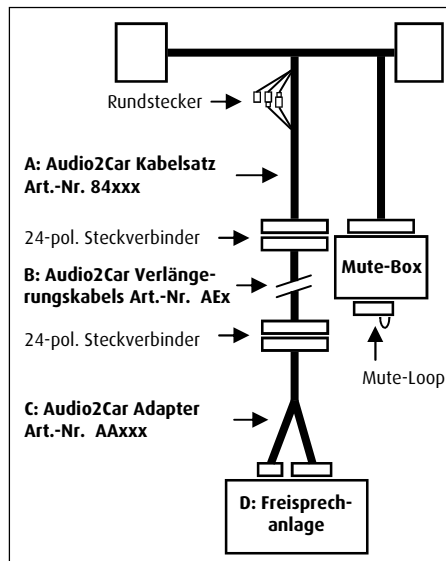 Rundstecker
A: Audio2Car Kabelsatz
Art.-Nr. 84xxx
24-pol. Steckverbinder
Mute-Box
B: Audio2Car Verlänge-
rungskabels Art.-Nr. AEx
24-pol. Steckverbinder
Mute-Loop
C: Audio2Car Adapter
Art.-Nr. AAxxx
D: Freisprech-
anlage